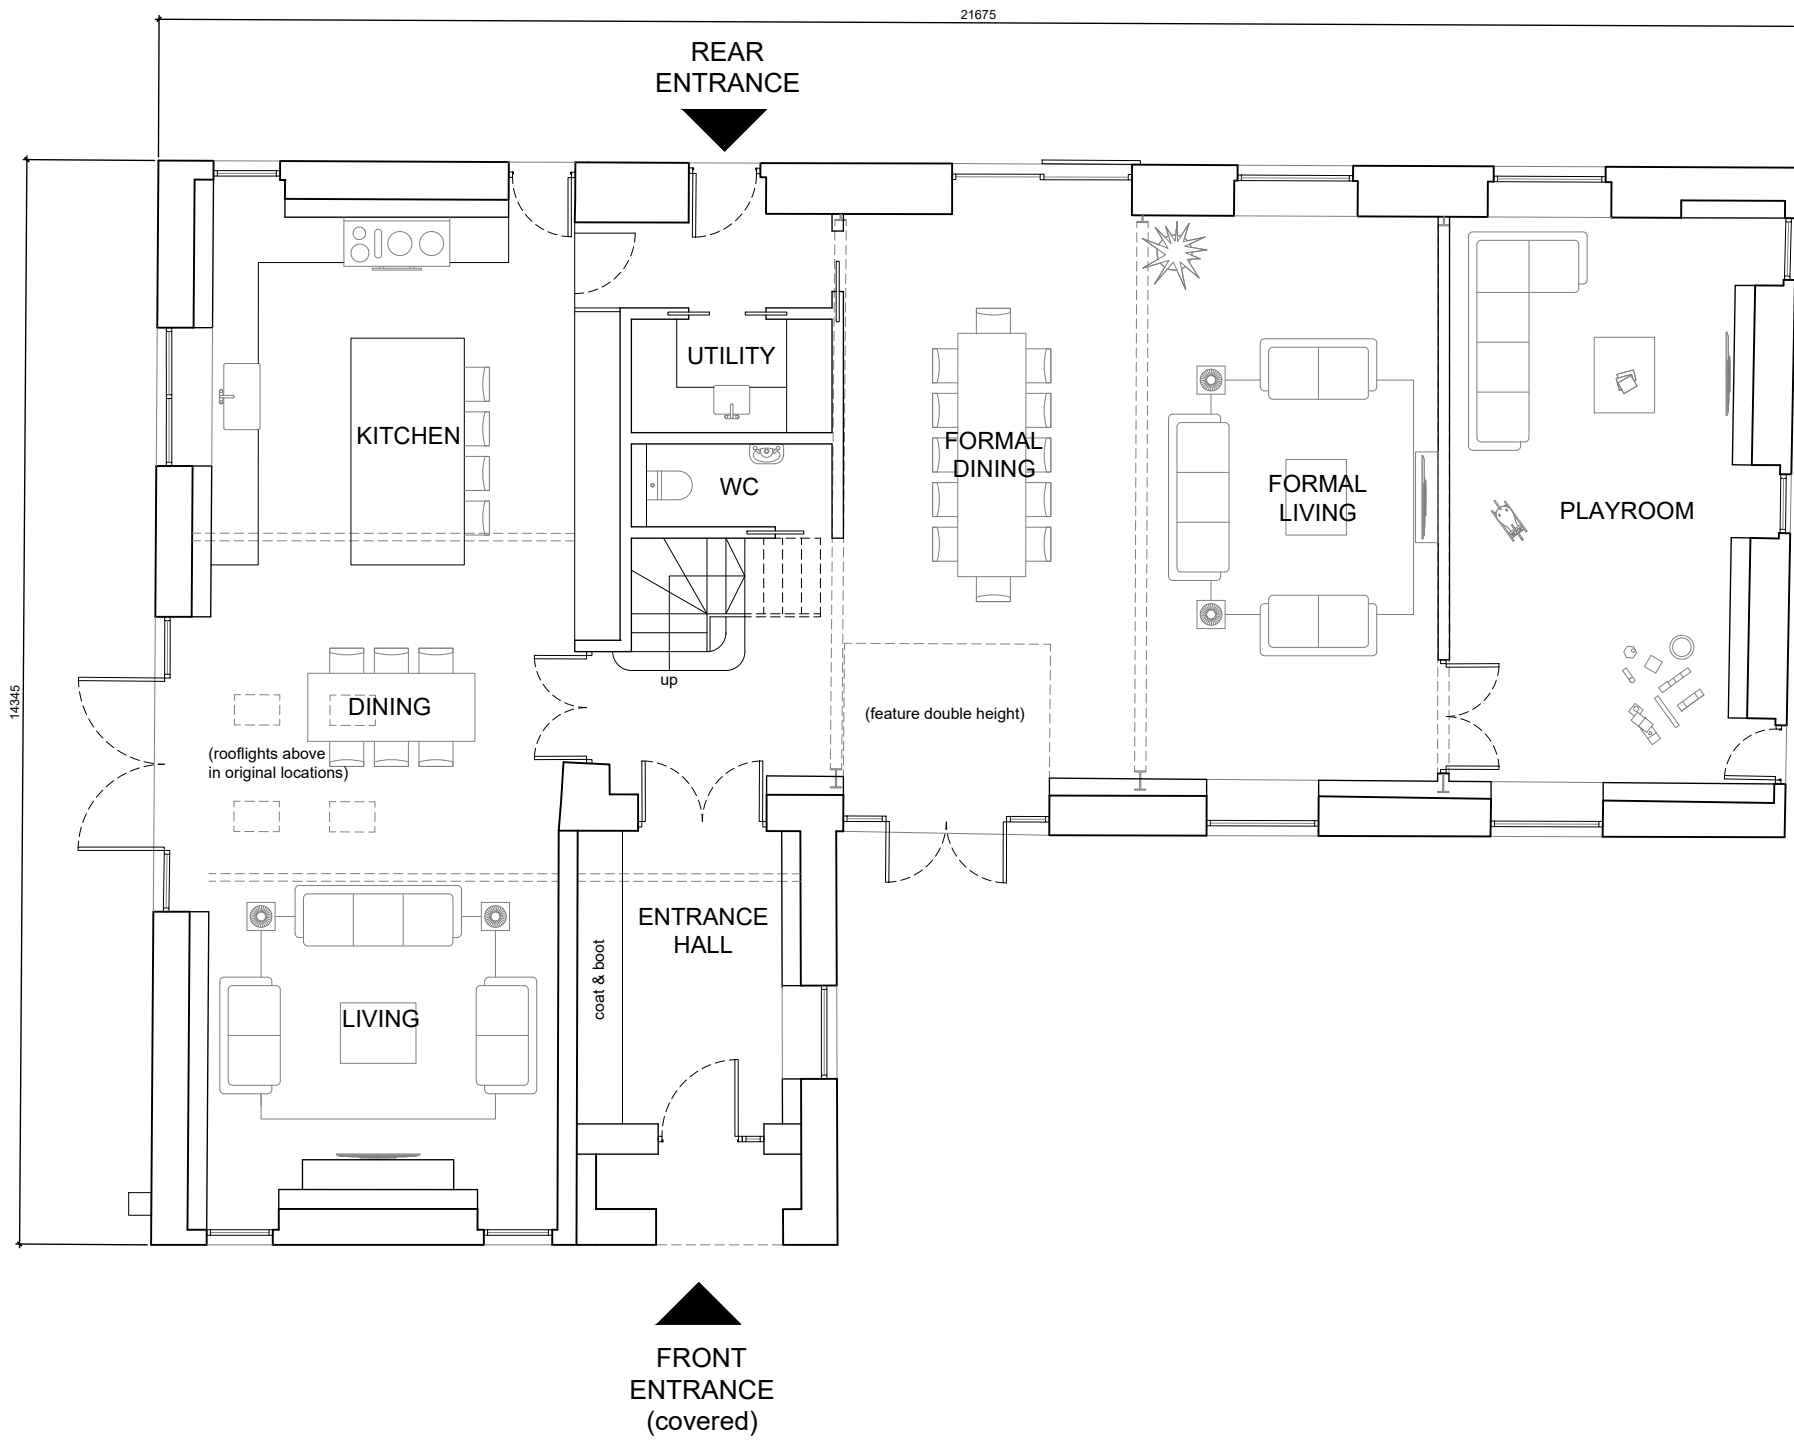 21675
REAR
ENTRANCE
UTILITY
KITCHEN
WC
FORMAL
DINING
FORMAL
LIVING
PLAYROOM
up
14345
DINING
(rooflights above
in original locations)
(feature double height)
ENTRANCE
HALL
coat & boot
LIVING
FRONT
ENTRANCE
(covered)